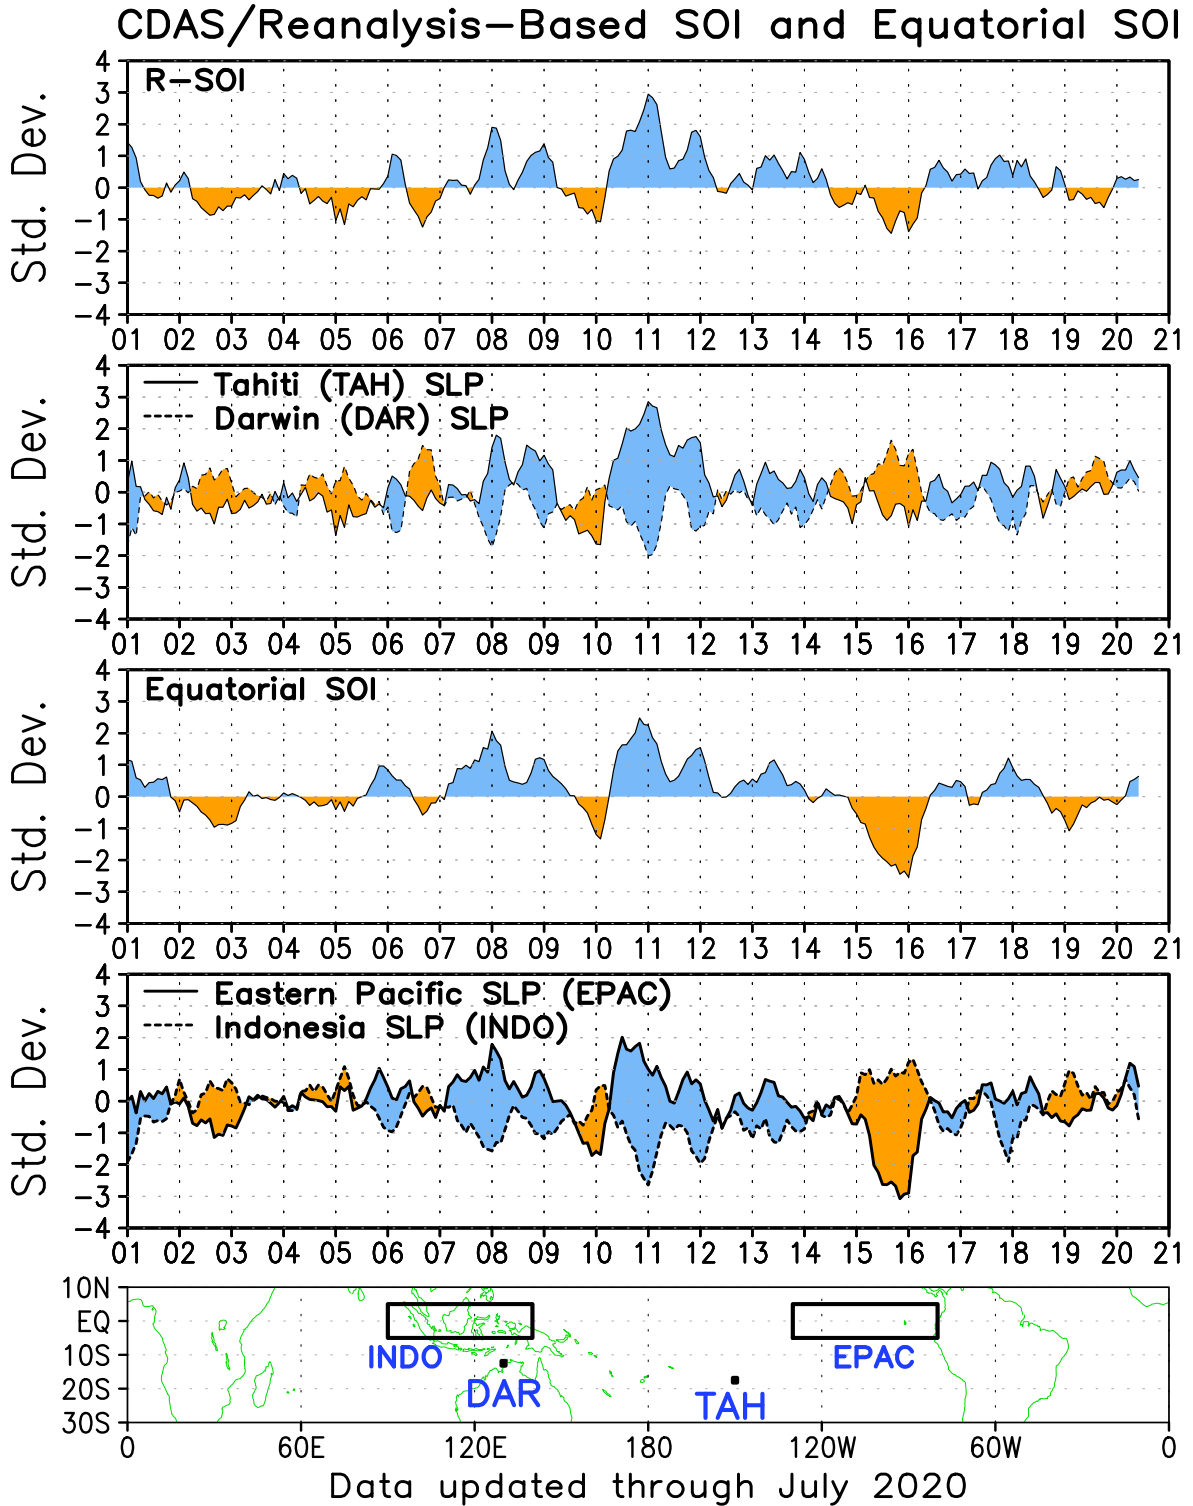 CDAS/Reanalysis-Based SOI and Equatorial SOI
R-SOI
Std. Dev.
4
3
2
1
0
-1
-2
-3
-4
01 02 03 04 05 06 07 08 09 10 11 12 13 14 15 16 17 18 19 20 21
Tahiti (TAH) SLP
Darwin (DAR) SLP
Std. Dev.
4
3
2
1
0
-1
-2
-3
-4
01 02 03 04 05 06 07 08 09 10 11 12 13 14 15 16 17 18 19 20 21
Equatorial SOI
Std. Dev.
4
3
2
1
0
-1
-2
-3
-4
01 02 03 04 05 06 07 08 09 10 11 12 13 14 15 16 17 18 19 20 21
Eastern Pacific SLP (EPAC)
Indonesia SLP (INDO)
Std. Dev.
4
3
2
1
0
-1
-2
-3
-4
01 02 03 04 05 06 07 08 09 10 11 12 13 14 15 16 17 18 19 20 21
10N
EQ
10S
20S
30S
INDO
EPAC
DAR
TAH
0 60E 120E 180 120W 60W 0
Data updated through July 2020